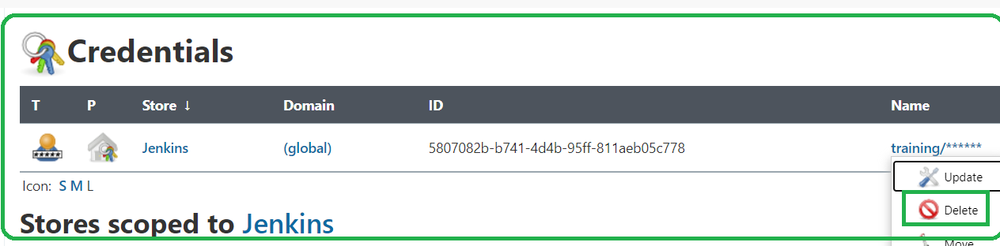 Credentials
T P Store ↓ Domain ID Name
Jenkins (global) 5807082b-b741-4d4b-95ff-811aeb05c778 training/******
Icon: S M L
Update
Delete
Stores scoped to Jenkins
Move